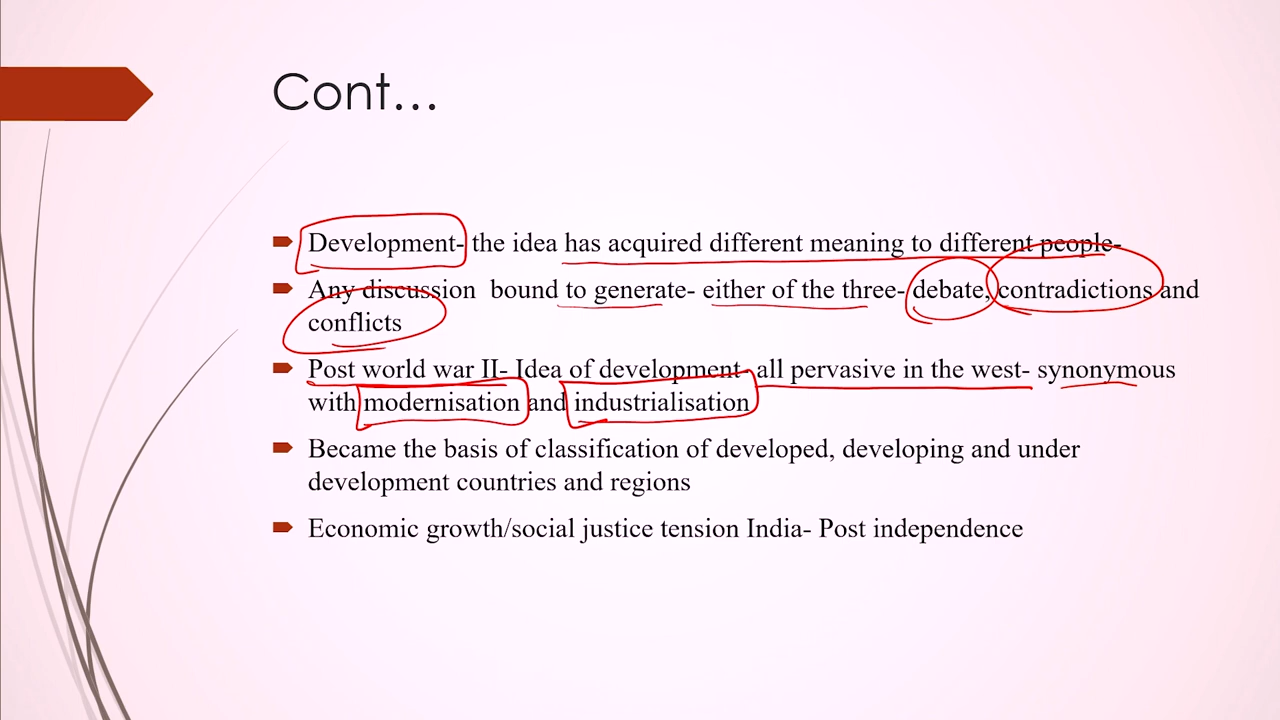 Cont…
Development- the idea has acquired different meaning to different people-
Any discussion bound to generate- either of the three- debate, contradictions and
conflicts
Post world war II- Idea of development- all pervasive in the west- synonymous
with modernisation and industrialisation
Became the basis of classification of developed, developing and under
development countries and regions
Economic growth/social justice tension India- Post independence